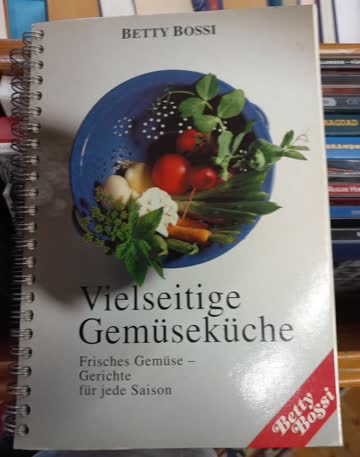 BETTY BOSSI
Vielseitige
Gemüseküche
Frisches Gemüse –
Gerichte
für jede Saison
Betty
Bossi